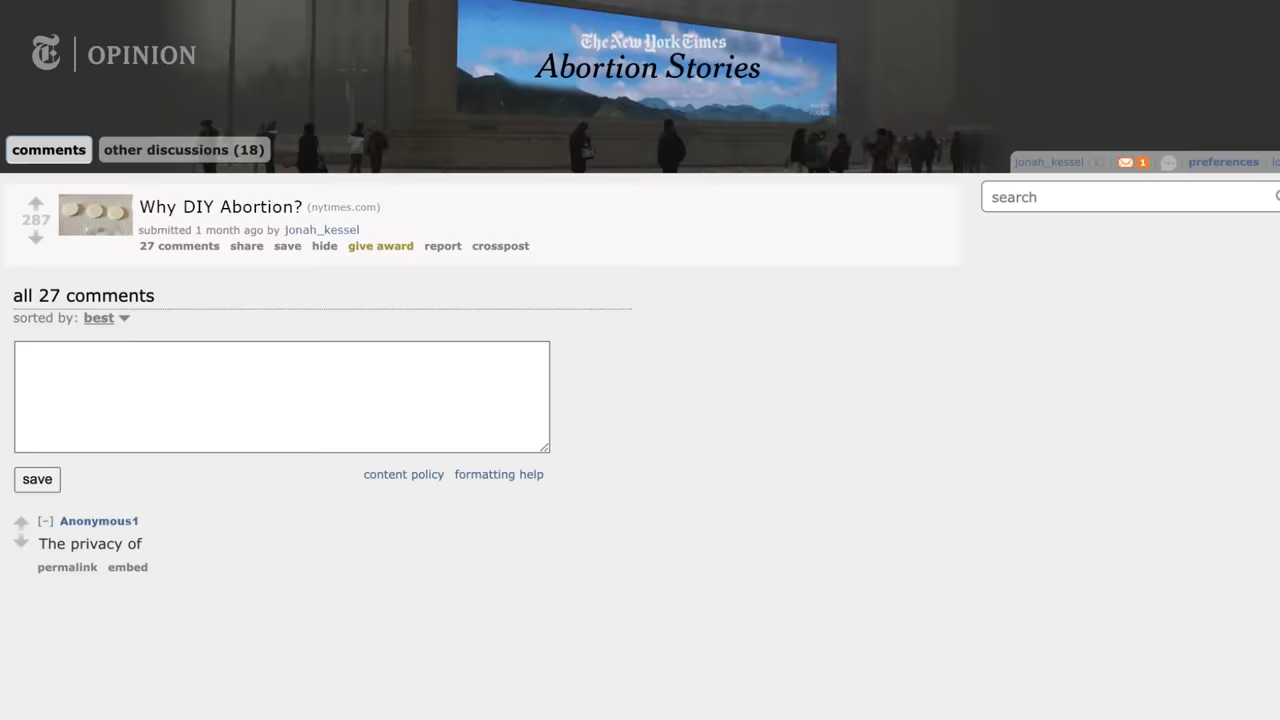 T OPINION
The New York Times
Abortion Stories
comments other discussions (18)
jonah_kessel 1 preferences
search
287
Why DIY Abortion? (nytimes.com)
submitted 1 month ago by jonah_kessel
27 comments share save hide give award report crosspost
all 27 comments
sorted by: best
save
content policy formatting help
[-] Anonymous1
The privacy of
permalink embed